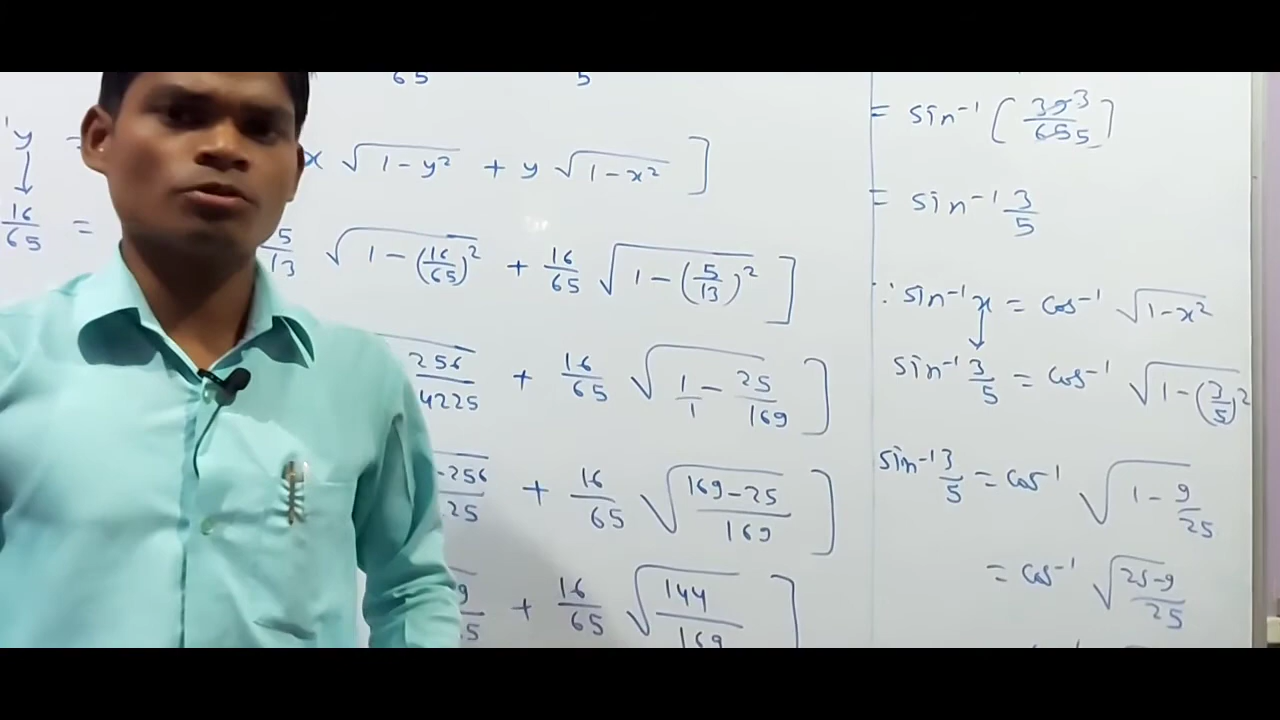 65 5
y = x √(1-y²) + y √(1-x²) ]
16/65 = 5/13 √(1-(16/65)²) + 16/65 √(1-(5/13)²) ]
256/4225 + 16/65 √(1/1 - 25/169) ]
-256/25 + 16/65 √((169-25)/169) ]
9/.5 + 16/65 √(144/169) ]
= sin⁻¹ [ 39 3/65 5 ]
= sin⁻¹ 3/5
∵ sin⁻¹x = cos⁻¹ √(1-x²)
sin⁻¹ 3/5 = cos⁻¹ √(1-(3/5)²)
sin⁻¹ 3/5 = cos⁻¹ √(1 - 9/25)
= cos⁻¹ √((25-9)/25)